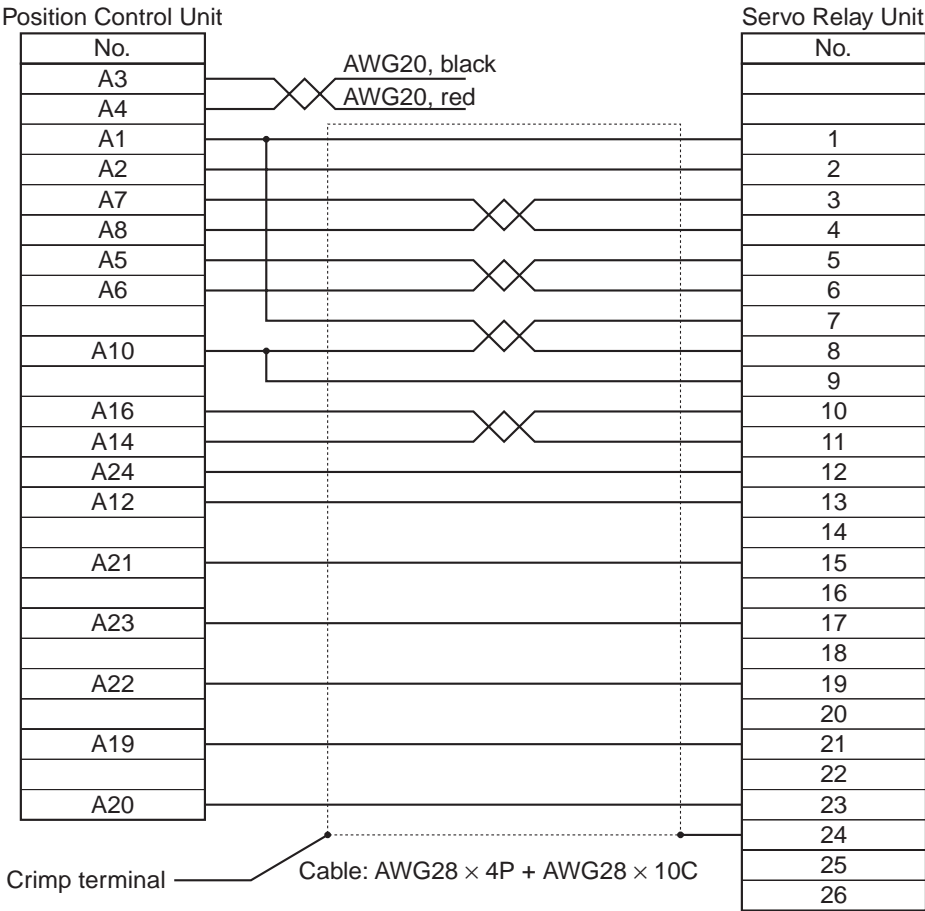 Position Control Unit Servo Relay Unit
No. No.
A3 AWG20, black
A4 AWG20, red
A1 1
A2 2
A7 3
A8 4
A5 5
A6 6
7
A10 8
9
A16 10
A14 11
A24 12
A12 13
14
A21 15
16
A23 17
18
A22 19
20
A19 21
22
A20 23
24
Crimp terminal Cable: AWG28 × 4P + AWG28 × 10C 25
26